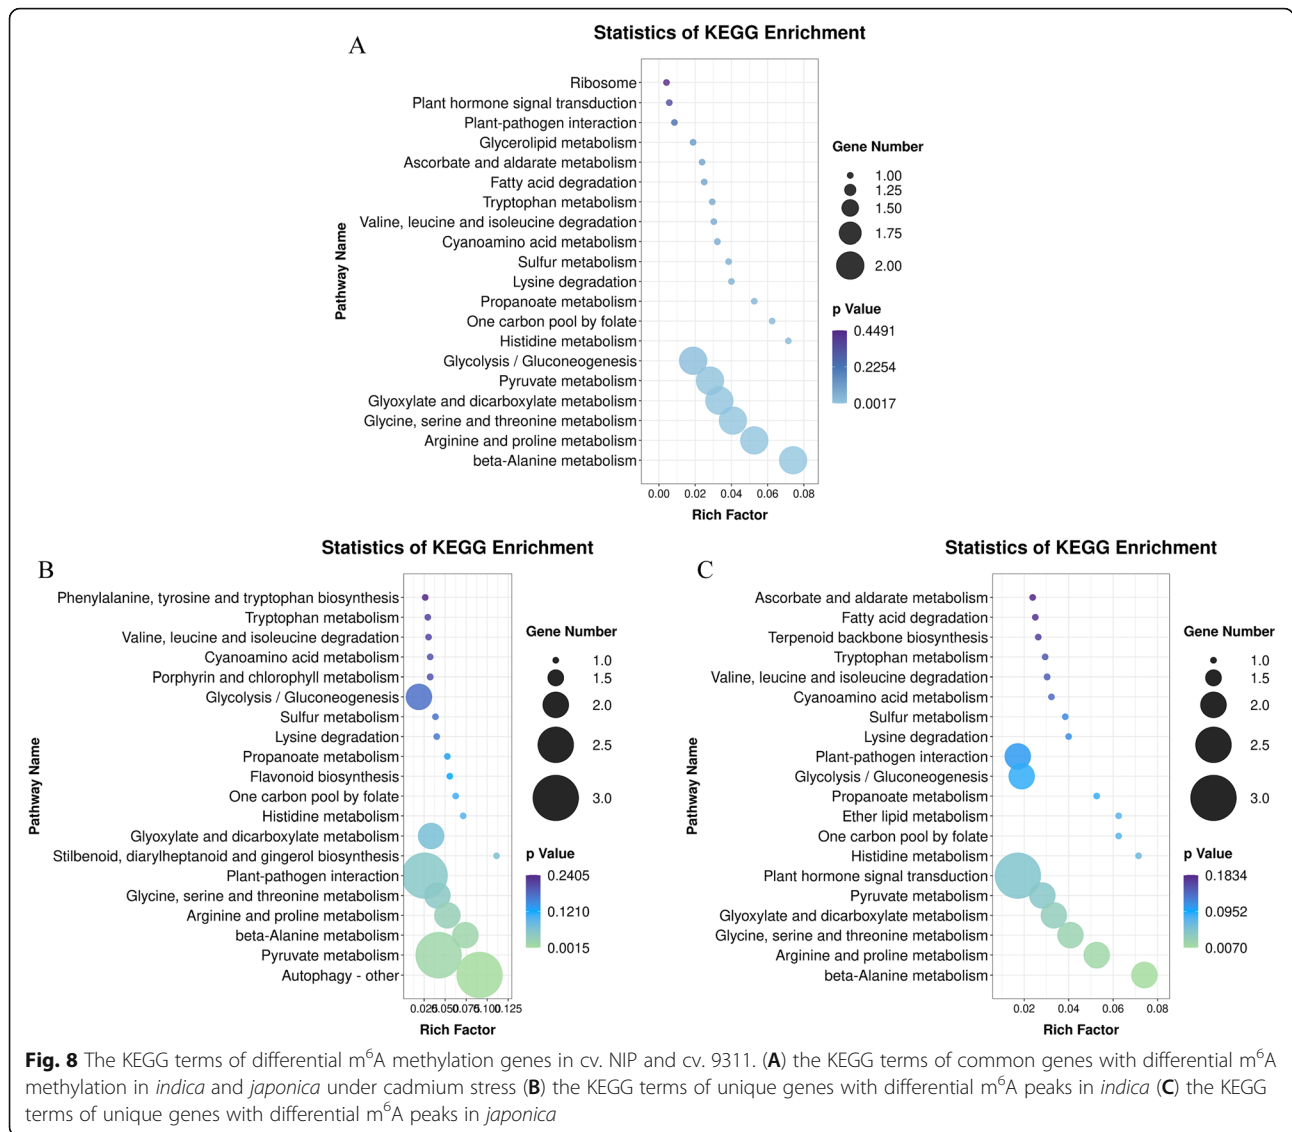 A
Statistics of KEGG Enrichment
Pathway Name
Ribosome
Plant hormone signal transduction
Plant-pathogen interaction
Glycerolipid metabolism
Ascorbate and aldarate metabolism
Fatty acid degradation
Tryptophan metabolism
Valine, leucine and isoleucine degradation
Cyanoamino acid metabolism
Sulfur metabolism
Lysine degradation
Propanoate metabolism
One carbon pool by folate
Histidine metabolism
Glycolysis / Gluconeogenesis
Pyruvate metabolism
Glyoxylate and dicarboxylate metabolism
Glycine, serine and threonine metabolism
Arginine and proline metabolism
beta-Alanine metabolism
0.00 0.02 0.04 0.06 0.08
Rich Factor
Gene Number
1.00
1.25
1.50
1.75
2.00
p Value
0.4491
0.2254
0.0017
B
Statistics of KEGG Enrichment
Pathway Name
Phenylalanine, tyrosine and tryptophan biosynthesis
Tryptophan metabolism
Valine, leucine and isoleucine degradation
Cyanoamino acid metabolism
Porphyrin and chlorophyll metabolism
Glycolysis / Gluconeogenesis
Sulfur metabolism
Lysine degradation
Propanoate metabolism
Flavonoid biosynthesis
One carbon pool by folate
Histidine metabolism
Glyoxylate and dicarboxylate metabolism
Stilbenoid, diarylheptanoid and gingerol biosynthesis
Plant-pathogen interaction
Glycine, serine and threonine metabolism
Arginine and proline metabolism
beta-Alanine metabolism
Pyruvate metabolism
Autophagy - other
0.025 0.050 0.075 0.100 0.125
Rich Factor
Gene Number
1.0
1.5
2.0
2.5
3.0
p Value
0.2405
0.1210
0.0015
C
Statistics of KEGG Enrichment
Pathway Name
Ascorbate and aldarate metabolism
Fatty acid degradation
Terpenoid backbone biosynthesis
Tryptophan metabolism
Valine, leucine and isoleucine degradation
Cyanoamino acid metabolism
Sulfur metabolism
Lysine degradation
Plant-pathogen interaction
Glycolysis / Gluconeogenesis
Propanoate metabolism
Ether lipid metabolism
One carbon pool by folate
Histidine metabolism
Plant hormone signal transduction
Pyruvate metabolism
Glyoxylate and dicarboxylate metabolism
Glycine, serine and threonine metabolism
Arginine and proline metabolism
beta-Alanine metabolism
0.02 0.04 0.06 0.08
Rich Factor
Gene Number
1.0
1.5
2.0
2.5
3.0
p Value
0.1834
0.0952
0.0070
Fig. 8 The KEGG terms of differential m⁶A methylation genes in cv. NIP and cv. 9311. (A) the KEGG terms of common genes with differential m⁶A
methylation in indica and japonica under cadmium stress (B) the KEGG terms of unique genes with differential m⁶A peaks in indica (C) the KEGG
terms of unique genes with differential m⁶A peaks in japonica